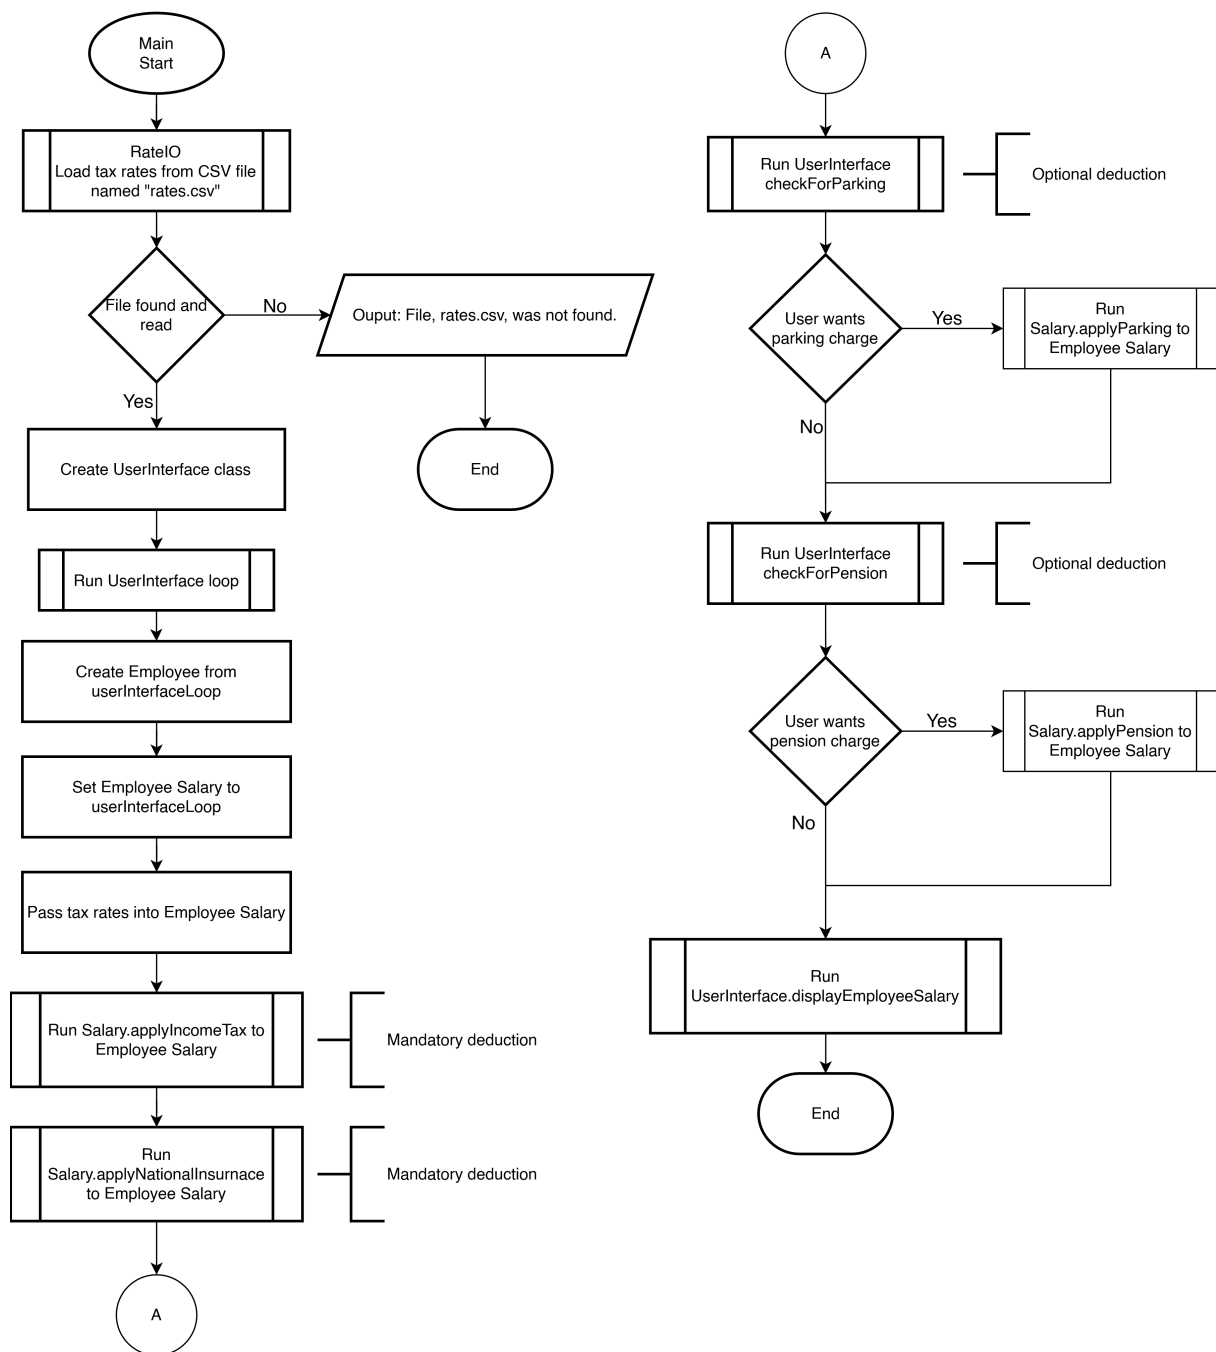 Main
Start
RateIO
Load tax rates from CSV file
named "rates.csv"
File found and
read
No
Ouput: File, rates.csv, was not found.
Yes
End
Create UserInterface class
Run UserInterface loop
Create Employee from
userInterfaceLoop
Set Employee Salary to
userInterfaceLoop
Pass tax rates into Employee Salary
Run Salary.applyIncomeTax to
Employee Salary
Mandatory deduction
Run
Salary.applyNationalInsurnace
to Employee Salary
Mandatory deduction
A
A
Run UserInterface
checkForParking
Optional deduction
User wants
parking charge
Yes
Run
Salary.applyParking to
Employee Salary
No
Run UserInterface
checkForPension
Optional deduction
User wants
pension charge
Yes
Run
Salary.applyPension to
Employee Salary
No
Run
UserInterface.displayEmployeeSalary
End